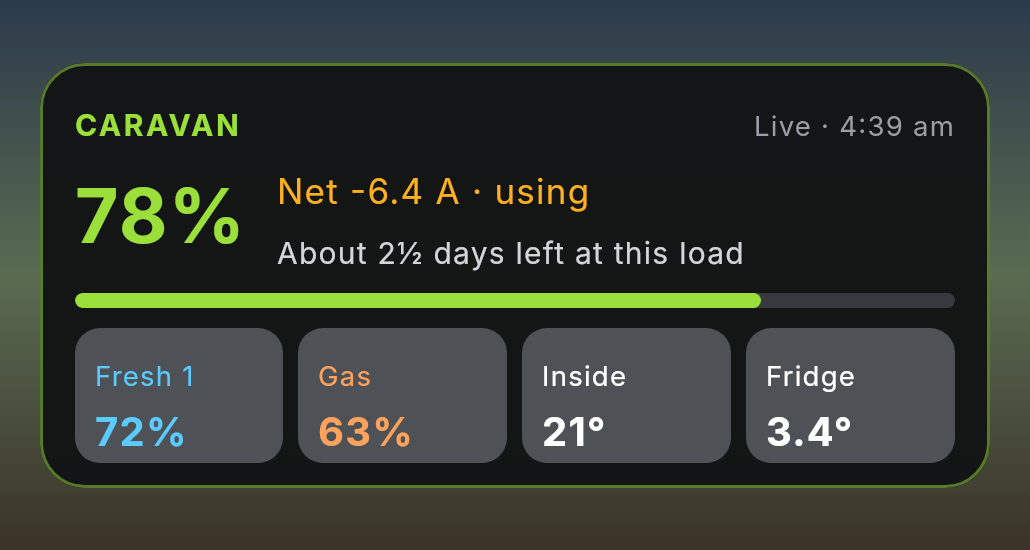 CARAVAN
Live · 4:39 am
78%
Net -6.4 A · using
About 2½ days left at this load
Fresh 1
72%
Gas
63%
Inside
21°
Fridge
3.4°